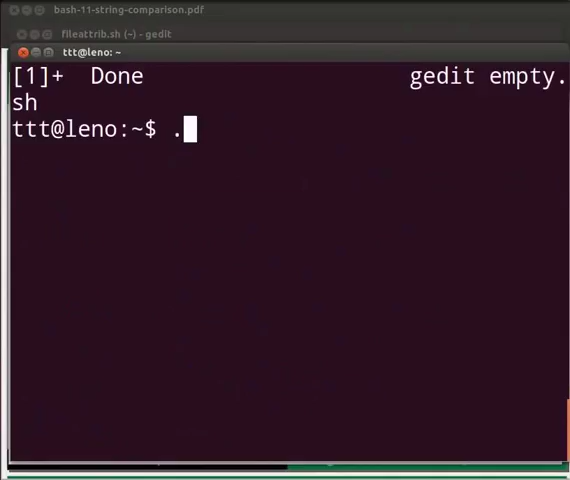 bash-11-string-comparison.pdf
fileattrib.sh (~) - gedit
ttt@leno: ~
[1]+  Done                    gedit empty.
sh
ttt@leno:~$ .